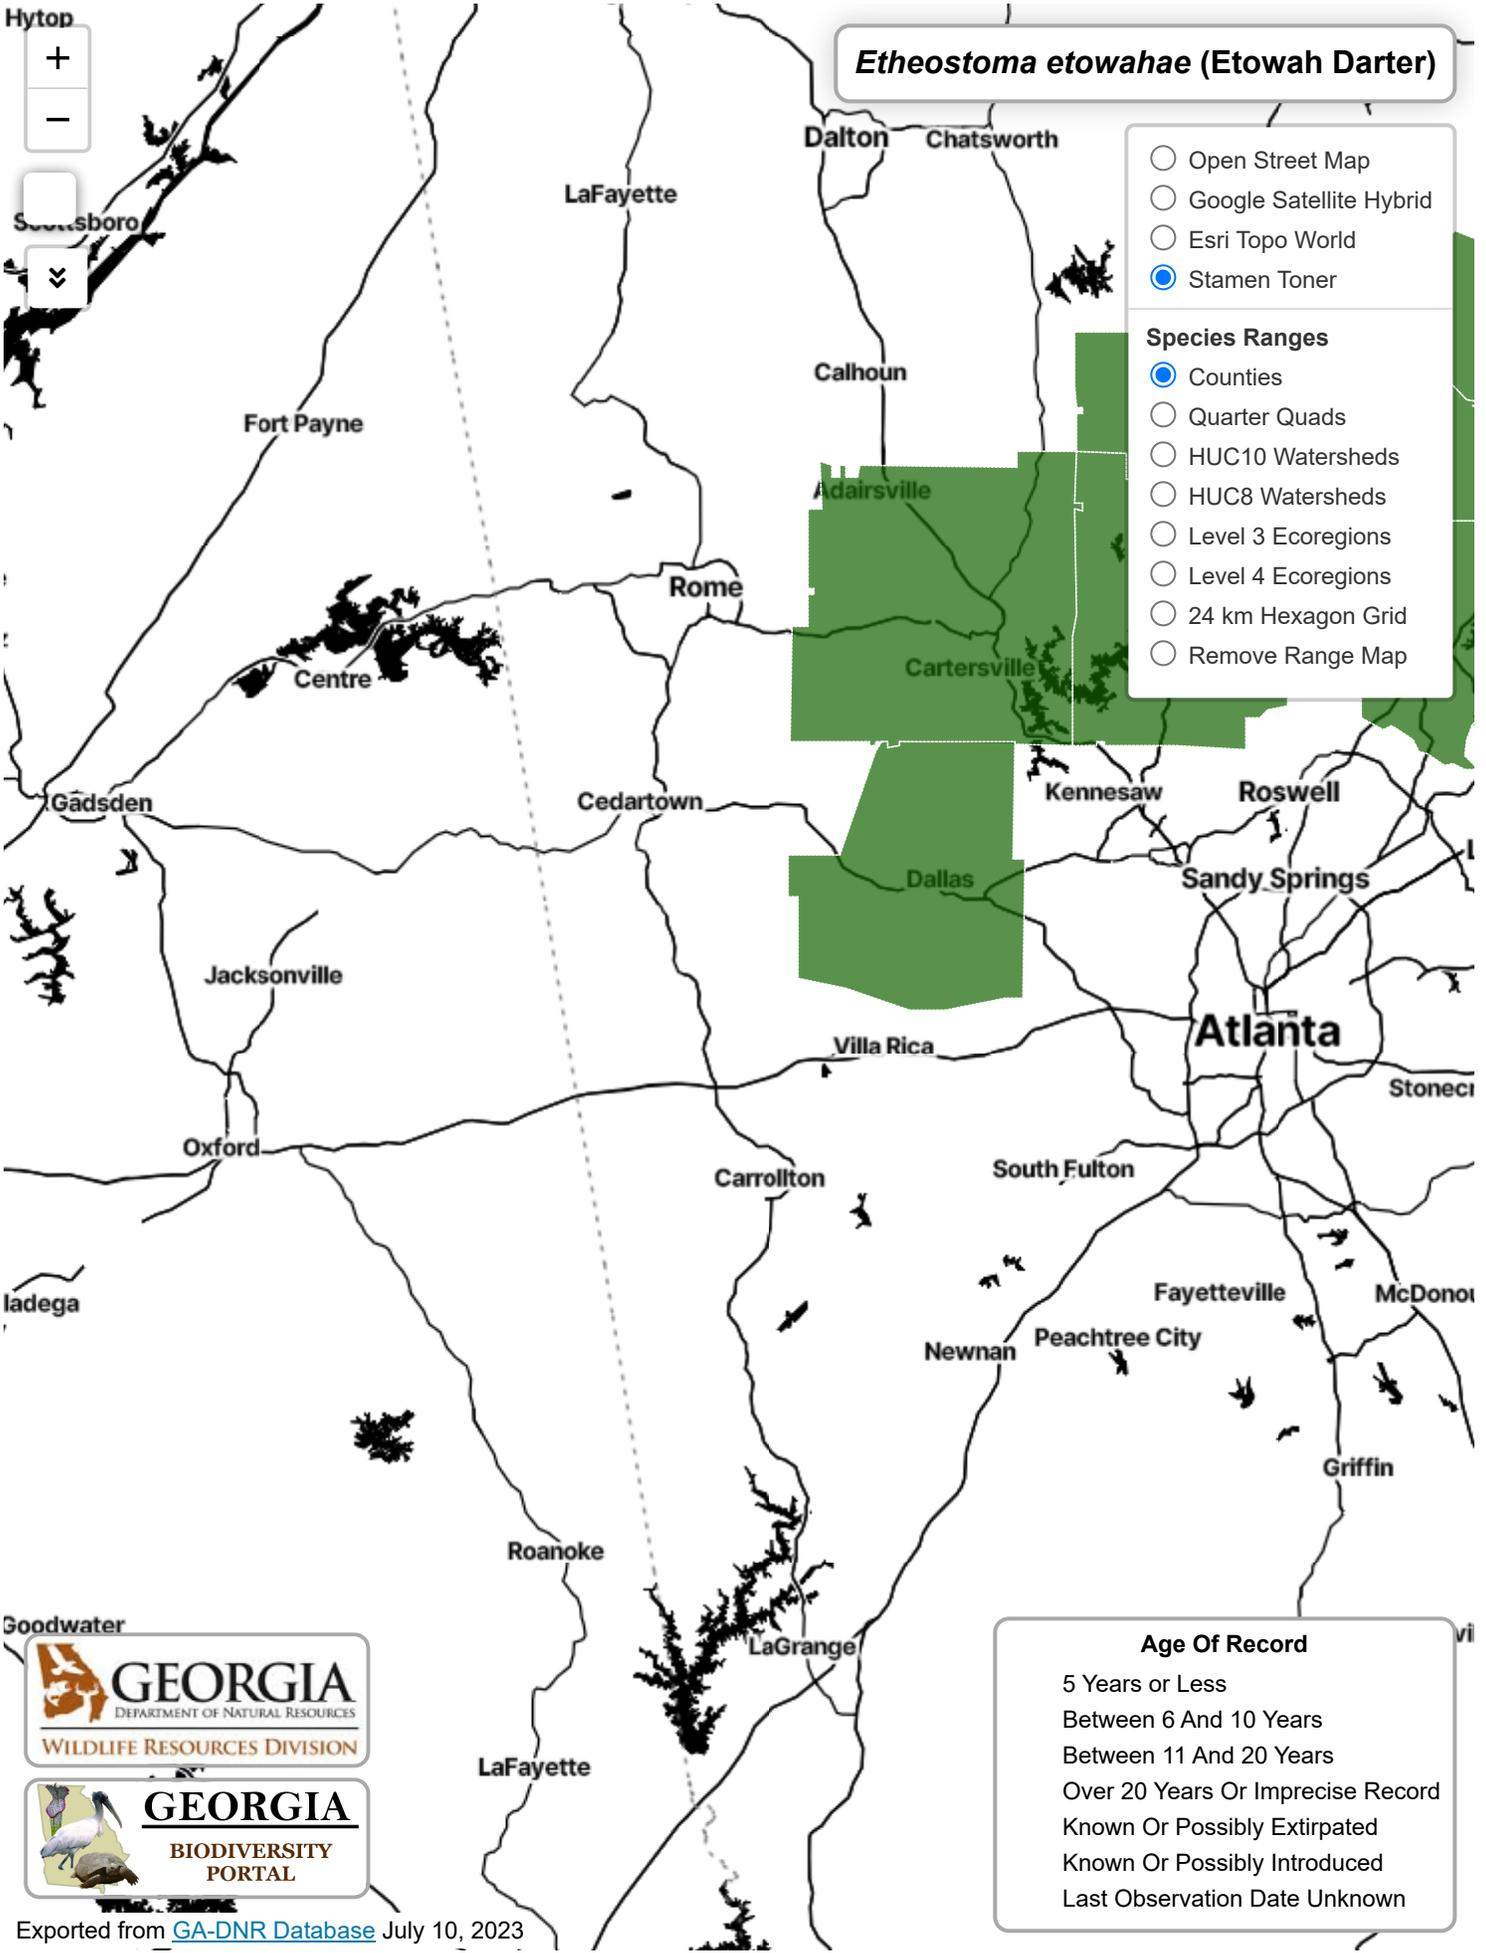 Hytop
+
−
Etheostoma etowahae (Etowah Darter)
Dalton
Chatsworth
LaFayette
Scottsboro
Open Street Map
Google Satellite Hybrid
Esri Topo World
Stamen Toner
Species Ranges
Counties
Quarter Quads
HUC10 Watersheds
HUC8 Watersheds
Level 3 Ecoregions
Level 4 Ecoregions
24 km Hexagon Grid
Remove Range Map
Calhoun
Fort Payne
Adairsville
Rome
Cartersville
Centre
Gadsden
Cedartown
Kennesaw
Roswell
Dallas
Sandy Springs
Jacksonville
Atlanta
Villa Rica
Stonecr
Oxford
Carrollton
South Fulton
ladega
Fayetteville
McDonou
Peachtree City
Newnan
Griffin
Roanoke
Goodwater
LaGrange
LaFayette
Age Of Record
5 Years or Less
Between 6 And 10 Years
Between 11 And 20 Years
Over 20 Years Or Imprecise Record
Known Or Possibly Extirpated
Known Or Possibly Introduced
Last Observation Date Unknown
GEORGIA
DEPARTMENT OF NATURAL RESOURCES
WILDLIFE RESOURCES DIVISION
GEORGIA
BIODIVERSITY
PORTAL
Exported from GA-DNR Database July 10, 2023